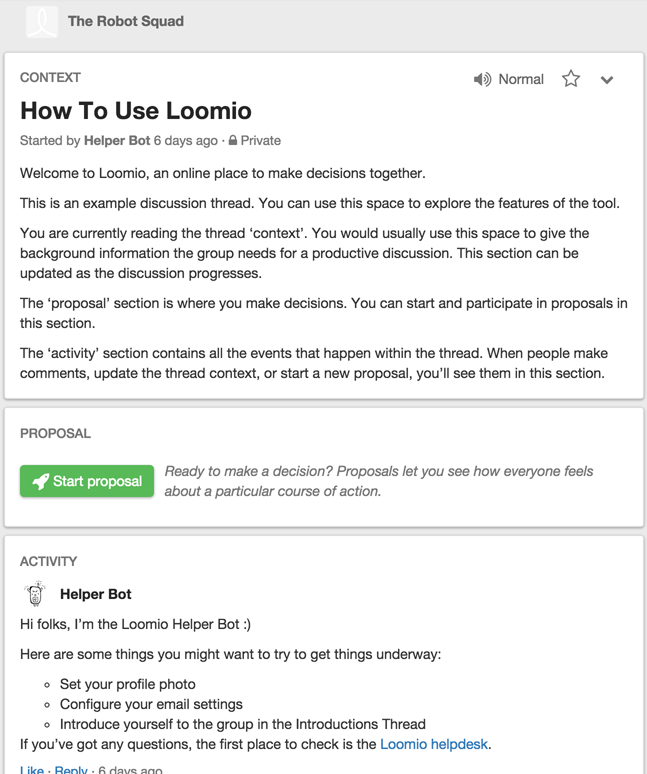 The Robot Squad
CONTEXT
Normal
How To Use Loomio
Started by Helper Bot 6 days ago · Private
Welcome to Loomio, an online place to make decisions together.
This is an example discussion thread. You can use this space to explore the features of the tool.
You are currently reading the thread ‘context’. You would usually use this space to give the
background information the group needs for a productive discussion. This section can be
updated as the discussion progresses.
The ‘proposal’ section is where you make decisions. You can start and participate in proposals in
this section.
The ‘activity’ section contains all the events that happen within the thread. When people make
comments, update the thread context, or start a new proposal, you’ll see them in this section.
PROPOSAL
Start proposal
Ready to make a decision? Proposals let you see how everyone feels
about a particular course of action.
ACTIVITY
Helper Bot
Hi folks, I’m the Loomio Helper Bot :)
Here are some things you might want to try to get things underway:
Set your profile photo
Configure your email settings
Introduce yourself to the group in the Introductions Thread
If you’ve got any questions, the first place to check is the Loomio helpdesk.
Like · Reply · 6 days ago